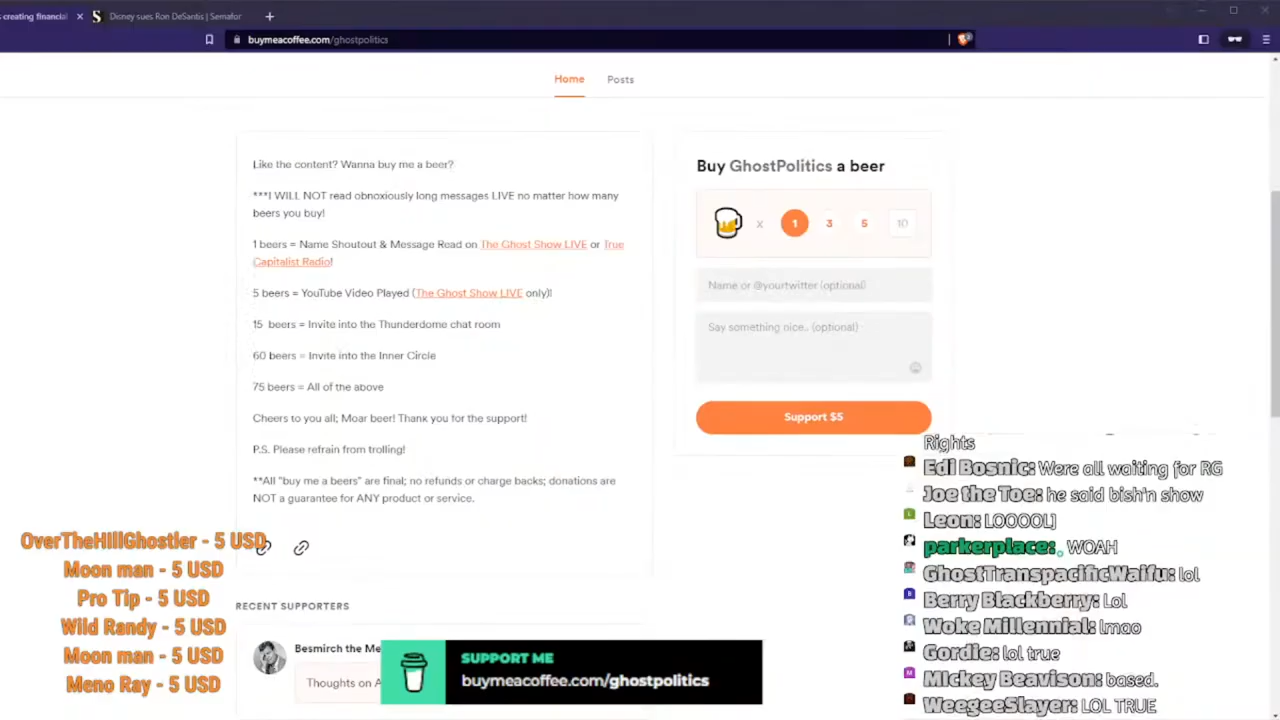 creating financial
Disney sues Ron DeSantis | Semafor
buymeacoffee.com/ghostpolitics
Home
Posts
Like the content? Wanna buy me a beer?
***I WILL NOT read obnoxiously long messages LIVE no matter how many
beers you buy!
1 beers = Name Shoutout & Message Read on The Ghost Show LIVE or True
Capitalist Radio!
5 beers = YouTube Video Played (The Ghost Show LIVE only)!
15 beers = Invite into the Thunderdome chat room
60 beers = Invite into the Inner Circle
75 beers = All of the above
Cheers to you all; Moar beer! Thank you for the support!
P.S. Please refrain from trolling!
**All "buy me a beers" are final; no refunds or charge backs; donations are
NOT a guarantee for ANY product or service.
Buy GhostPolitics a beer
x 1 3 5 10
Name or @yourtwitter (optional)
Say something nice.. (optional)
Support $5
OverTheHIllGhostler - 5 USD
Moon man - 5 USD
Pro Tip - 5 USD
Wild Randy - 5 USD
Moon man - 5 USD
Meno Ray - 5 USD
RECENT SUPPORTERS
Besmirch the Me
Thoughts on A
SUPPORT ME
buymeacoffee.com/ghostpolitics
Rights
Edi Bosnic: Were all waiting for RG
Joe the Toe: he said bish'n show
Leon: LOOOOLJ
parkerplace: WOAH
GhostTranspacificWaifu: lol
Berry Blackberry: Lol
Woke Millennial: lmao
Gordie: lol true
MIckey Beavison: based.
WeegeeSlayer: LOL TRUE